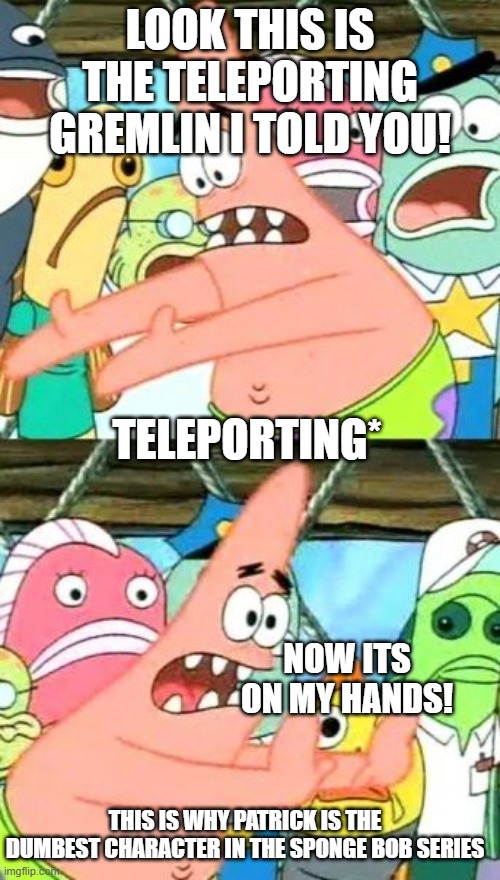 LOOK THIS IS
THE TELEPORTING
GREMLIN I TOLD YOU!
TELEPORTING*
NOW ITS
ON MY HANDS!
THIS IS WHY PATRICK IS THE
DUMBEST CHARACTER IN THE SPONGE BOB SERIES
imgflip.com